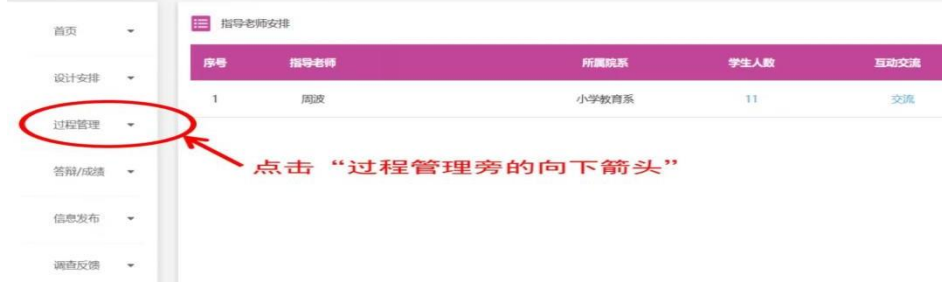 首页
设计安排
过程管理
答辩/成绩
信息发布
调查反馈
指导老师安排
序号 指导老师 所属院系 学生人数 互动交流
1 周波 小学教育系 11 交流
点击“过程管理旁的向下箭头”